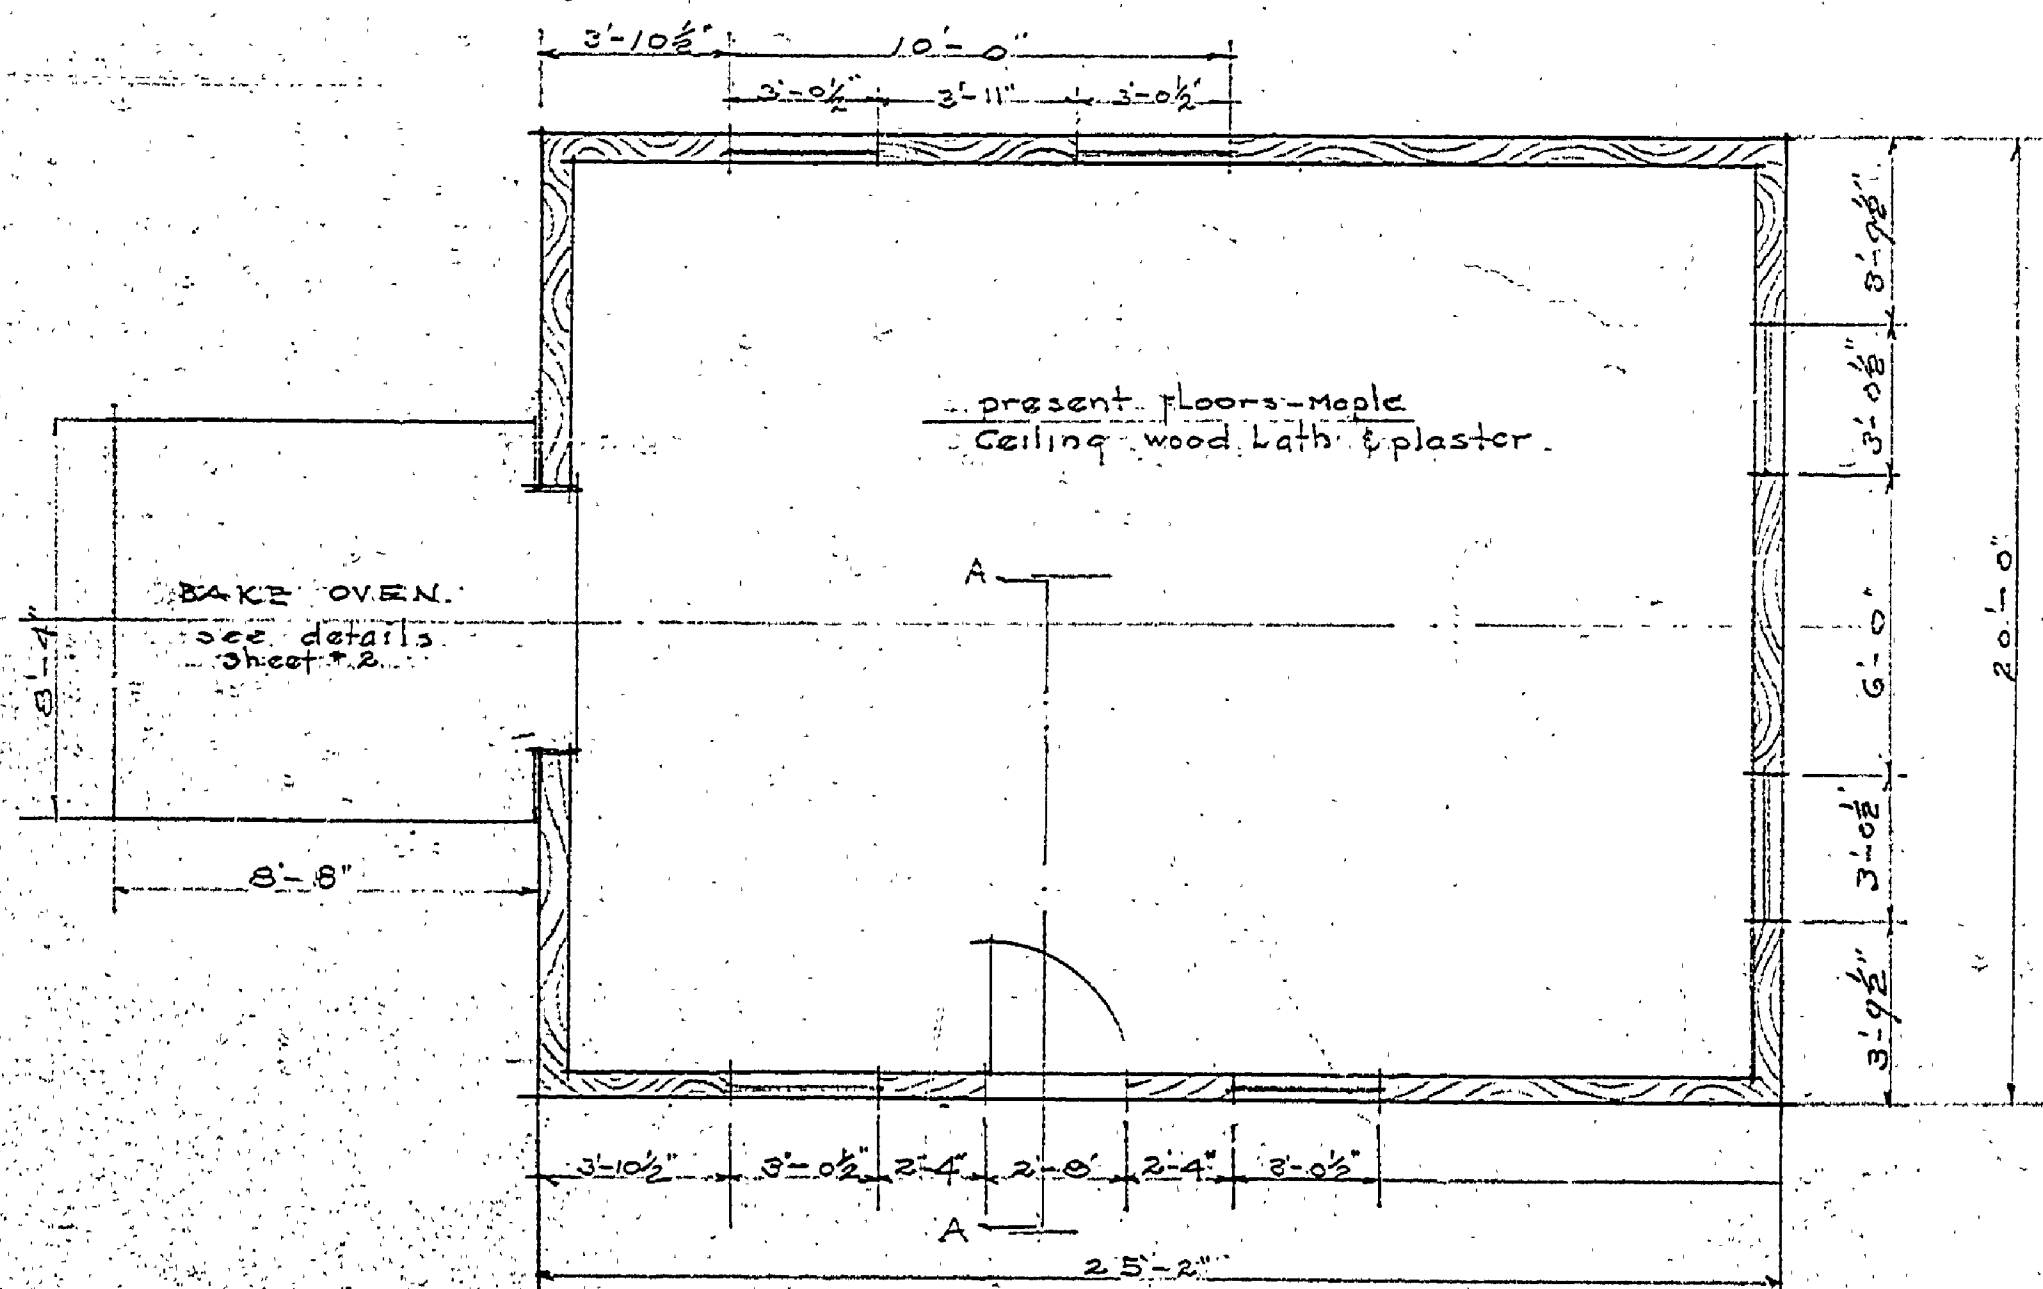 3'-10½" 10'-0"
3'-0½" 3'-11" 3'-0½"
3'-9½"
3'-0½"
6'-0"
3'-0½'
3'-9½"
20'-0"
present floors-Maple
Ceiling wood Lath & plaster.
A
BAKE OVEN.
see details
Sheet #2
8'-4"
8'-8"
3'-10½" 3'-0½" 2'-4" 2'-8' 2'-4" 3'-0½"
A
25'-2"